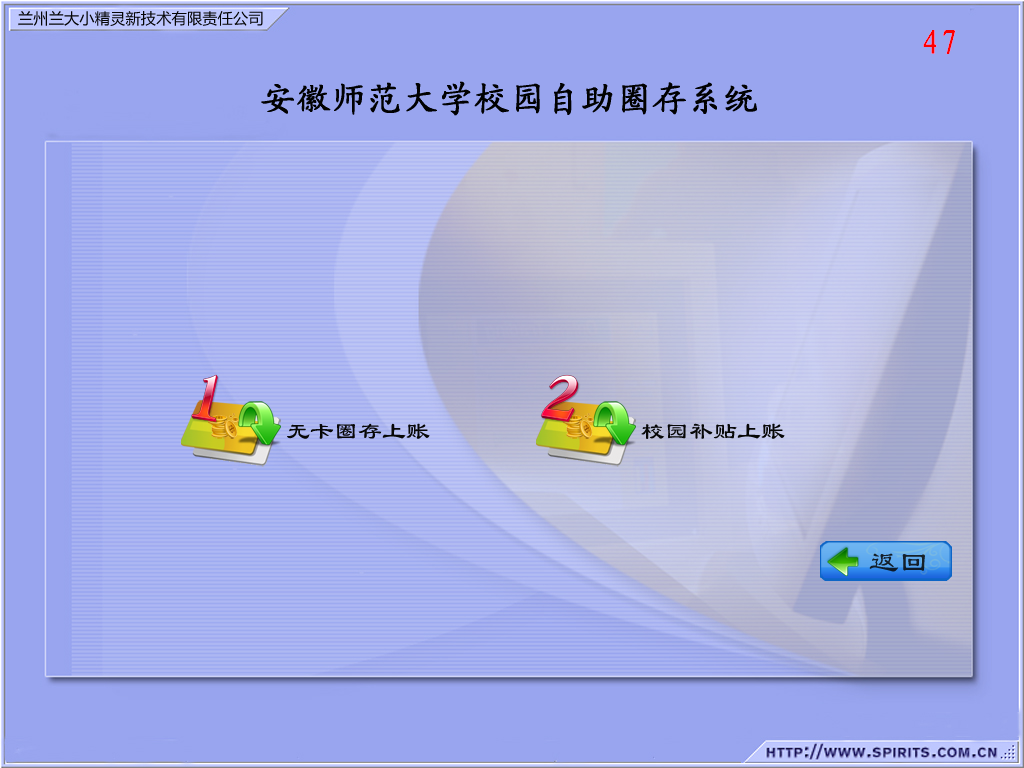 兰州兰大小精灵新技术有限责任公司
47
安徽师范大学校园自助圈存系统
1 无卡圈存上账
2 校园补贴上账
返回
HTTP://WWW.SPIRITS.COM.CN